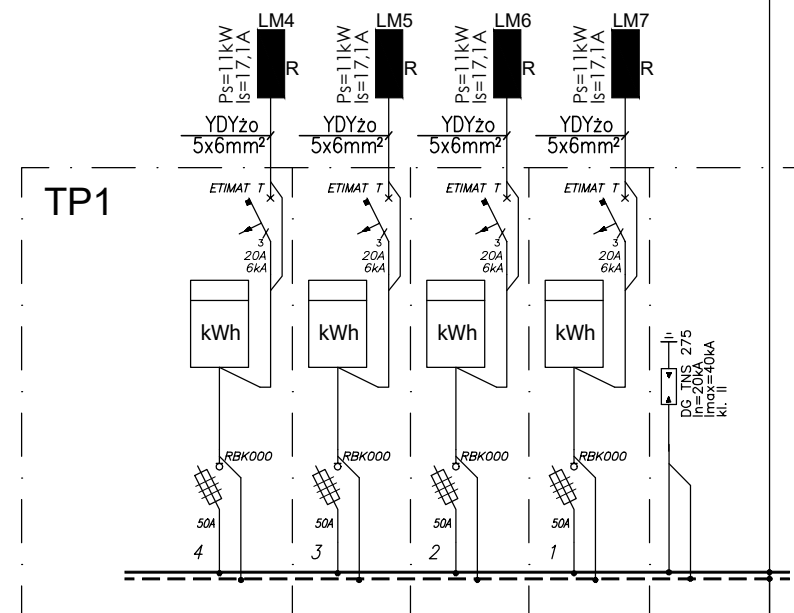 LM4 LM5 LM6 LM7
Ps=11kW
Is=17,1A
R
Ps=11kW
Is=17,1A
R
Ps=11kW
Is=17,1A
R
Ps=11kW
Is=17,1A
R
YDYżo YDYżo YDYżo YDYżo
5x6mm² 5x6mm² 5x6mm² 5x6mm²
TP1
ETIMAT T ETIMAT T ETIMAT T ETIMAT T
3 3 3 3
20A 20A 20A 20A
6kA 6kA 6kA 6kA
kWh kWh kWh kWh
DG TNS 275
In=20kA
Imax=40kA
kl. II
RBK000 RBK000 RBK000 RBK000
50A 50A 50A 50A
4 3 2 1